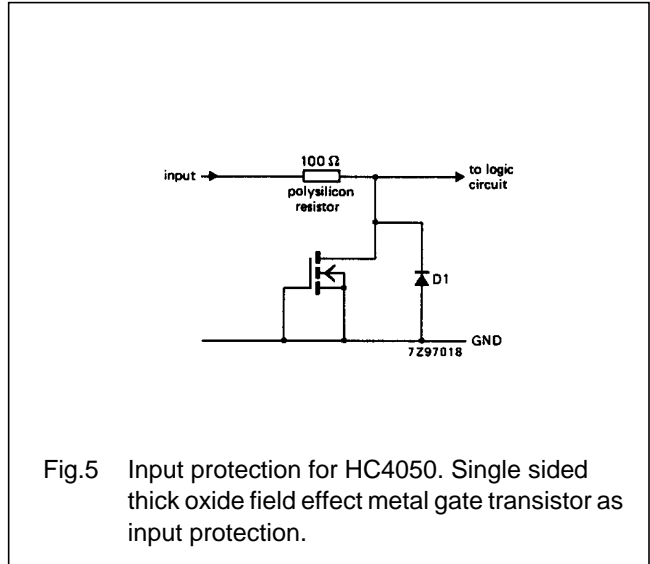 100 Ω
input
to logic
circuit
polysilicon
resistor
D1
GND
7Z97018
Fig.5 Input protection for HC4050. Single sided
thick oxide field effect metal gate transistor as
input protection.